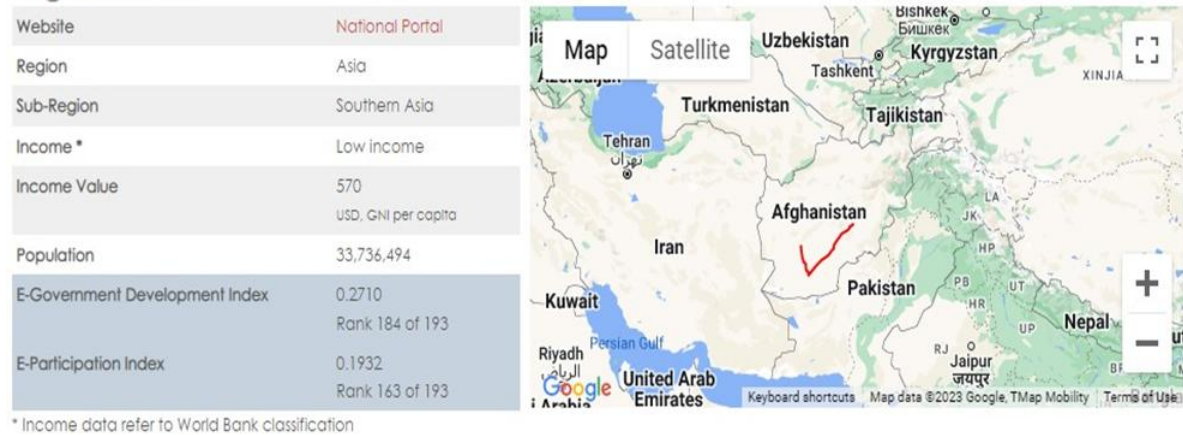 Website National Portal
Region Asia
Sub-Region Southern Asia
Income * Low income
Income Value 570
USD, GNI per capita
Population 33,736,494
E-Government Development Index 0.2710
Rank 184 of 193
E-Participation Index 0.1932
Rank 163 of 193
* Income data refer to World Bank classification
Map Satellite
Bishkek
Бишкек
Uzbekistan
Kyrgyzstan
Tashkent
XINJIA
Turkmenistan
Tajikistan
Tehran
تهران
Afghanistan
LA
JK
Iran
HP
Pakistan
PB
UT
HR
Kuwait
Nepal
UP
Persian Gulf
RJ
Jaipur
जयपुर
Riyadh
الرياض
United Arab
Emirates
Google
Keyboard shortcuts Map data ©2023 Google, TMap Mobility Terms of Use